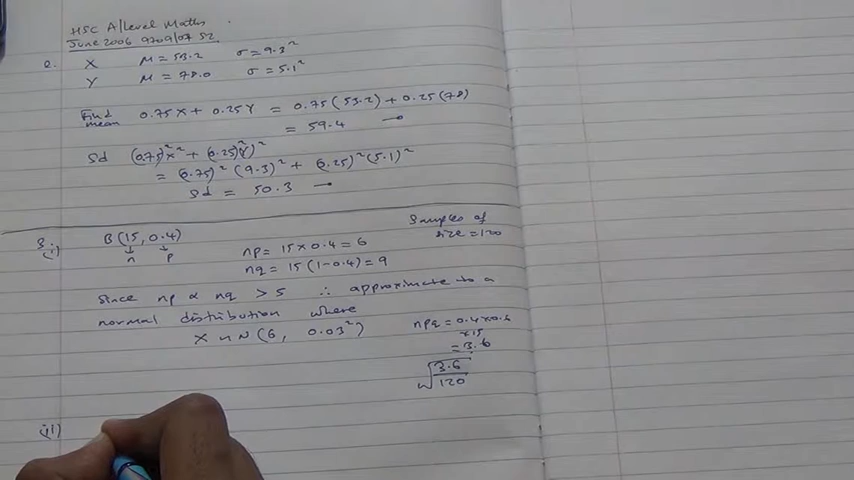 HSC A/Level Maths
June 2006 9709/07 S2
2. X M = 53.2 σ = 9.3²
Y M = 78.0 σ = 5.1²
Find mean 0.75X + 0.25Y = 0.75(53.2) + 0.25(78)
= 59.4
Sd (0.75)²X² + (0.25)²(Y)²
= (0.75)²(9.3)² + (0.25)²(5.1)²
Sd = 50.3
3. (i) B(15, 0.4)
n p
Samples of
size = 120
np = 15 x 0.4 = 6
nq = 15(1-0.4) = 9
Since np & nq > 5 ∴ approximate to a
normal distribution where
X ~ N(6, 0.03²)
npq = 0.4 x 0.6
x 15
= 3.6
√3.6/120
(ii)